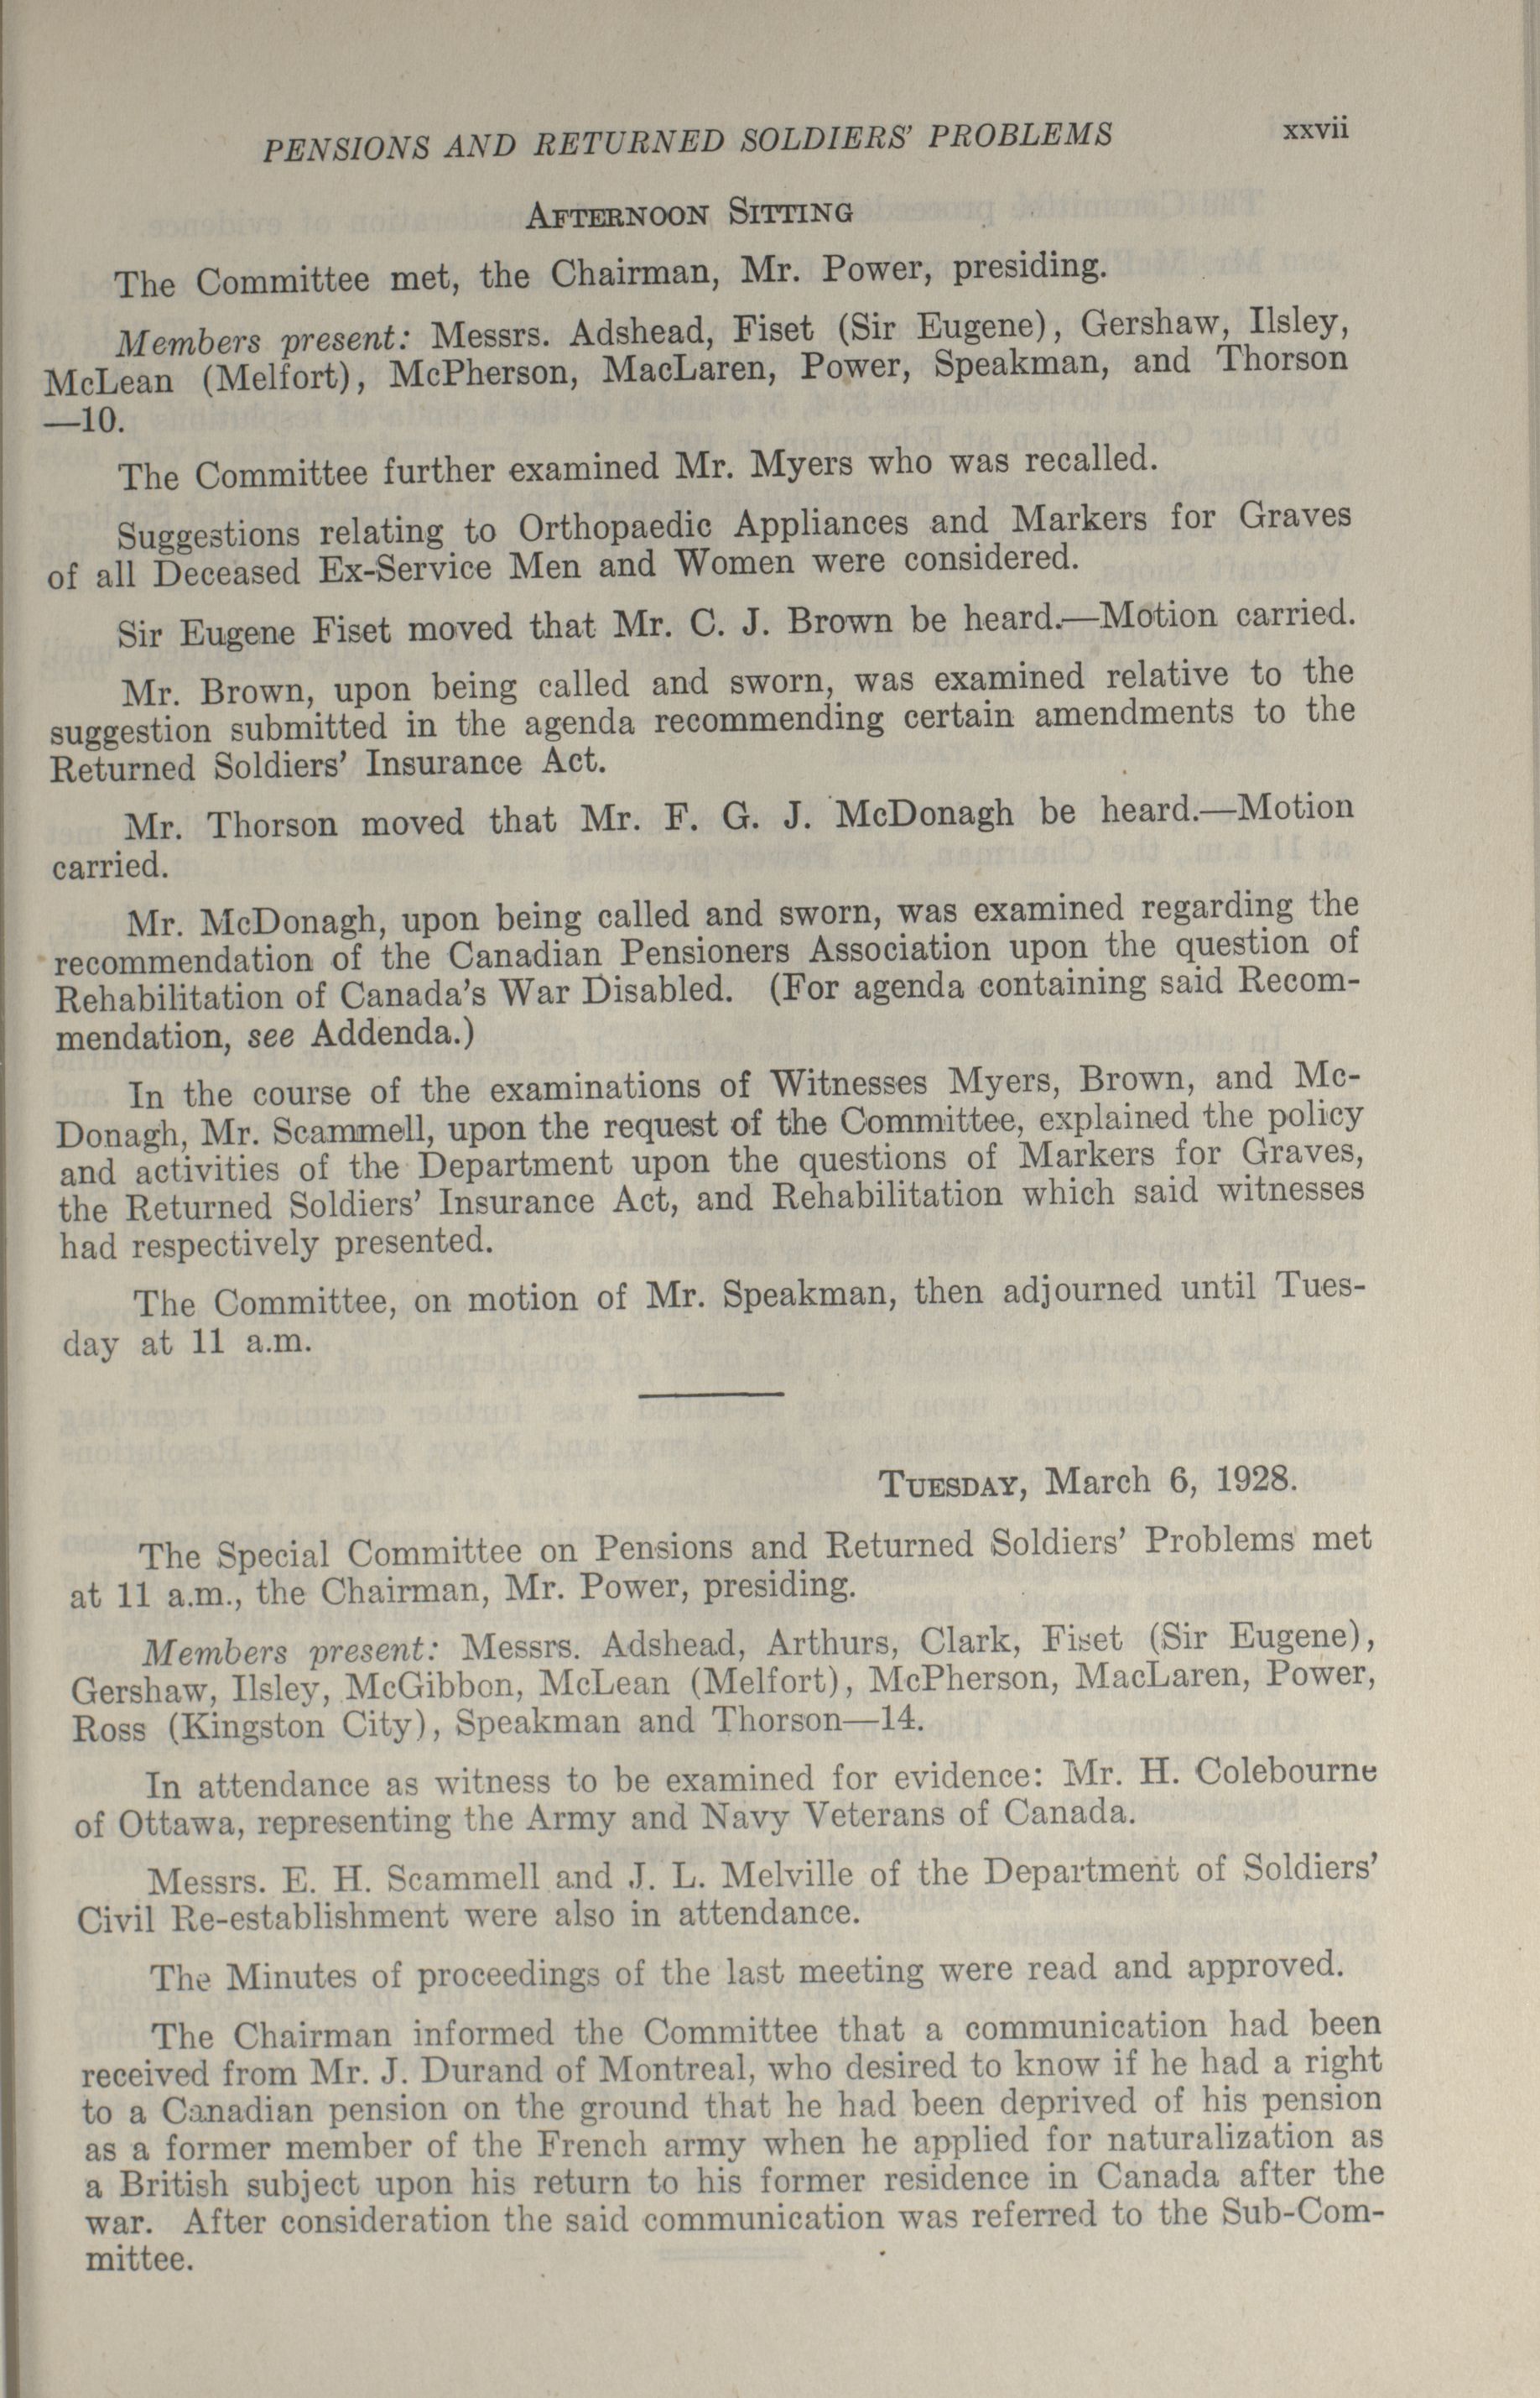 PENSIONS AND RETURNED SOLDIERS' PROBLEMS xxvii
AFTERNOON SITTING
The Committee met, the Chairman, Mr. Power, presiding.
Members present: Messrs. Adshead, Fiset (Sir Eugene), Gershaw, Ilsley,
McLean (Melfort), McPherson, MacLaren, Power, Speakman, and Thorson
—10.
The Committee further examined Mr. Myers who was recalled.
Suggestions relating to Orthopaedic Appliances and Markers for Graves
of all Deceased Ex-Service Men and Women were considered.
Sir Eugene Fiset moved that Mr. C. J. Brown be heard.—Motion carried.
Mr. Brown, upon being called and sworn, was examined relative to the
suggestion submitted in the agenda recommending certain amendments to the
Returned Soldiers' Insurance Act.
Mr. Thorson moved that Mr. F. G. J. McDonagh be heard.—Motion
carried.
Mr. McDonagh, upon being called and sworn, was examined regarding the
recommendation of the Canadian Pensioners Association upon the question of
Rehabilitation of Canada's War Disabled. (For agenda containing said Recom-
mendation, see Addenda.)
In the course of the examinations of Witnesses Myers, Brown, and Mc-
Donagh, Mr. Scammell, upon the request of the Committee, explained the policy
and activities of the Department upon the questions of Markers for Graves,
the Returned Soldiers' Insurance Act, and Rehabilitation which said witnesses
had respectively presented.
The Committee, on motion of Mr. Speakman, then adjourned until Tues-
day at 11 a.m.
TUESDAY, March 6, 1928.
The Special Committee on Pensions and Returned Soldiers' Problems met
at 11 a.m., the Chairman, Mr. Power, presiding.
Members present: Messrs. Adshead, Arthurs, Clark, Fiset (Sir Eugene),
Gershaw, Ilsley, McGibbon, McLean (Melfort), McPherson, MacLaren, Power,
Ross (Kingston City), Speakman and Thorson—14.
In attendance as witness to be examined for evidence: Mr. H. Colebourne
of Ottawa, representing the Army and Navy Veterans of Canada.
Messrs. E. H. Scammell and J. L. Melville of the Department of Soldiers'
Civil Re-establishment were also in attendance.
The Minutes of proceedings of the last meeting were read and approved.
The Chairman informed the Committee that a communication had been
received from Mr. J. Durand of Montreal, who desired to know if he had a right
to a Canadian pension on the ground that he had been deprived of his pension
as a former member of the French army when he applied for naturalization as
a British subject upon his return to his former residence in Canada after the
war. After consideration the said communication was referred to the Sub-Com-
mittee.